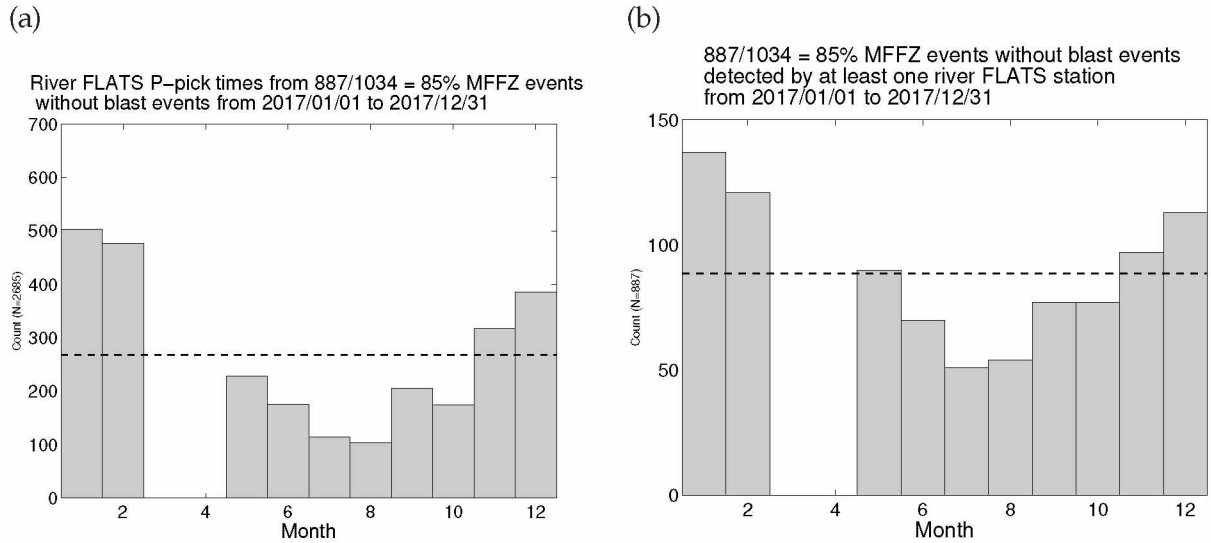 (a)
River FLATS P-pick times from 887/1034 = 85% MFFZ events
without blast events from 2017/01/01 to 2017/12/31
700
600
500
400
300
200
100
0
Count (N=2685)
2 4 6 8 10 12
Month
(b)
887/1034 = 85% MFFZ events without blast events
detected by at least one river FLATS station
from 2017/01/01 to 2017/12/31
150
100
50
0
Count (N=887)
2 4 6 8 10 12
Month